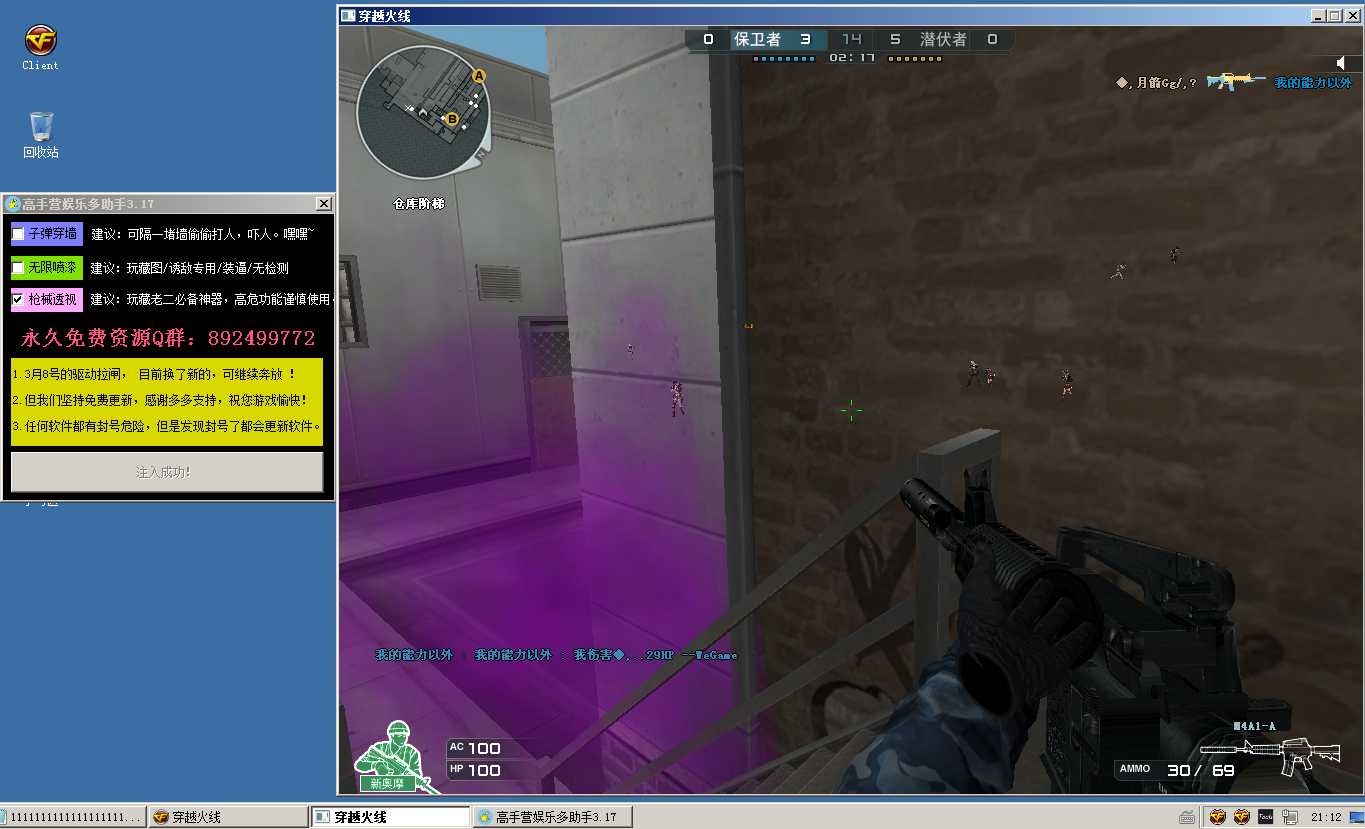 穿越火线
Client
回收站
0 保卫者 3 14 5 潜伏者 0
02:17
A
B
N
仓库阶梯
◆,月箭Gg/,? 我的能力以外
高手营娱乐多助手3.17
子弹穿墙 建议：可隔一堵墙偷偷打人，吓人。嘿嘿~
无限喷漆 建议：玩藏图/诱敌专用/装逼/无检测
枪械透视 建议：玩藏老二必备神器，高危功能谨慎使用
永久免费资源Q群：892499772
1.3月8号的驱动拉闸， 目前换了新的，可继续奔放 ！
2.但我们坚持免费更新，感谢多多支持，祝您游戏愉快！
3.任何软件都有封号危险，但是发现封号了都会更新软件。
注入成功!
我的能力以外 : 我的能力以外 : 我伤害◆,..29HP --WeGame
新奥摩
AC 100
HP 100
M4A1-A
AMMO 30/ 69
1111111111111111111...
穿越火线
穿越火线
高手营娱乐多助手3.17
21:12